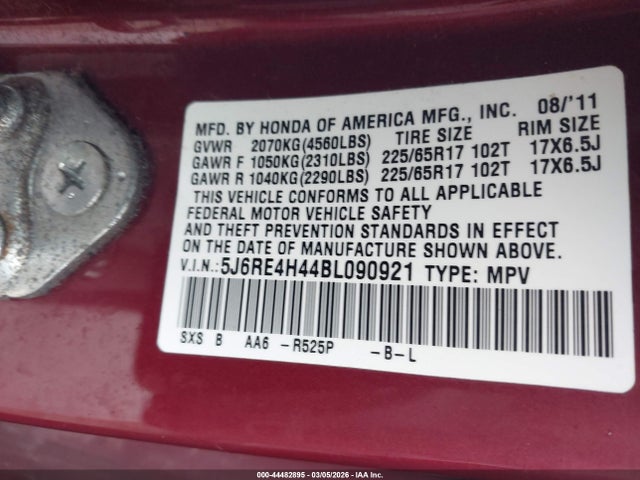 MFD. BY HONDA OF AMERICA MFG., INC. 08/'11
GVWR 2070KG(4560LBS) TIRE SIZE RIM SIZE
GAWR F 1050KG(2310LBS) 225/65R17 102T 17X6.5J
GAWR R 1040KG(2290LBS) 225/65R17 102T 17X6.5J
THIS VEHICLE CONFORMS TO ALL APPLICABLE
FEDERAL MOTOR VEHICLE SAFETY
AND THEFT PREVENTION STANDARDS IN EFFECT
ON THE DATE OF MANUFACTURE SHOWN ABOVE.
V.I.N.:5J6RE4H44BL090921 TYPE: MPV
SXS B AA6 -R525P -B-L
000-44482895 | 03/05/2026 | IAA Inc.